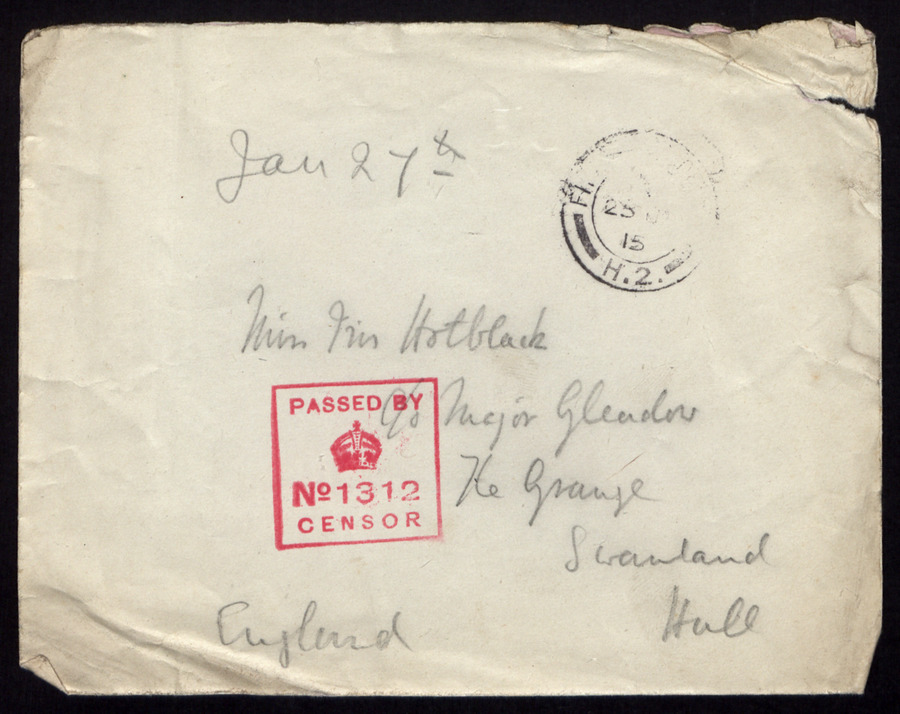 Jan 27th
15
H.2.
Miss Iris Hotblack
PASSED BY
c/o Major Gleadow
No 1312
The Grange
CENSOR
Swanland
England
Hull